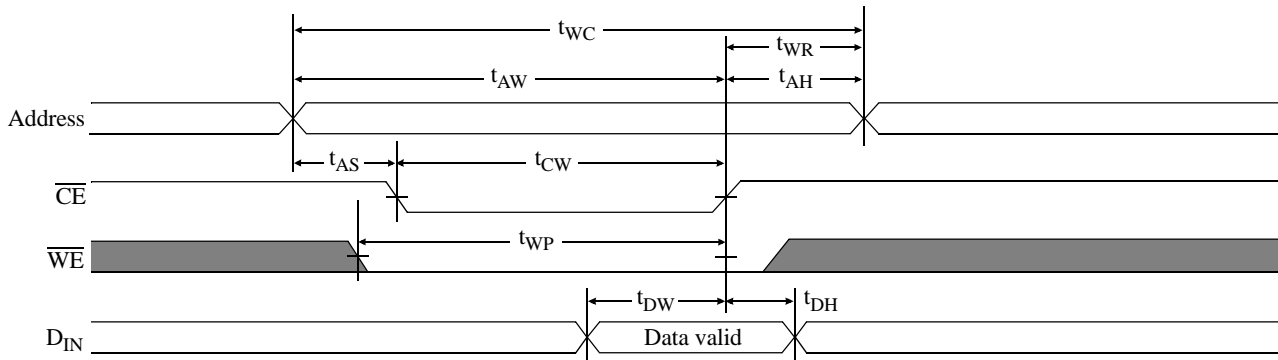 tWC
tWR
tAW
tAH
Address
tAS
tCW
CE
tWP
WE
tDW
tDH
DIN
Data valid